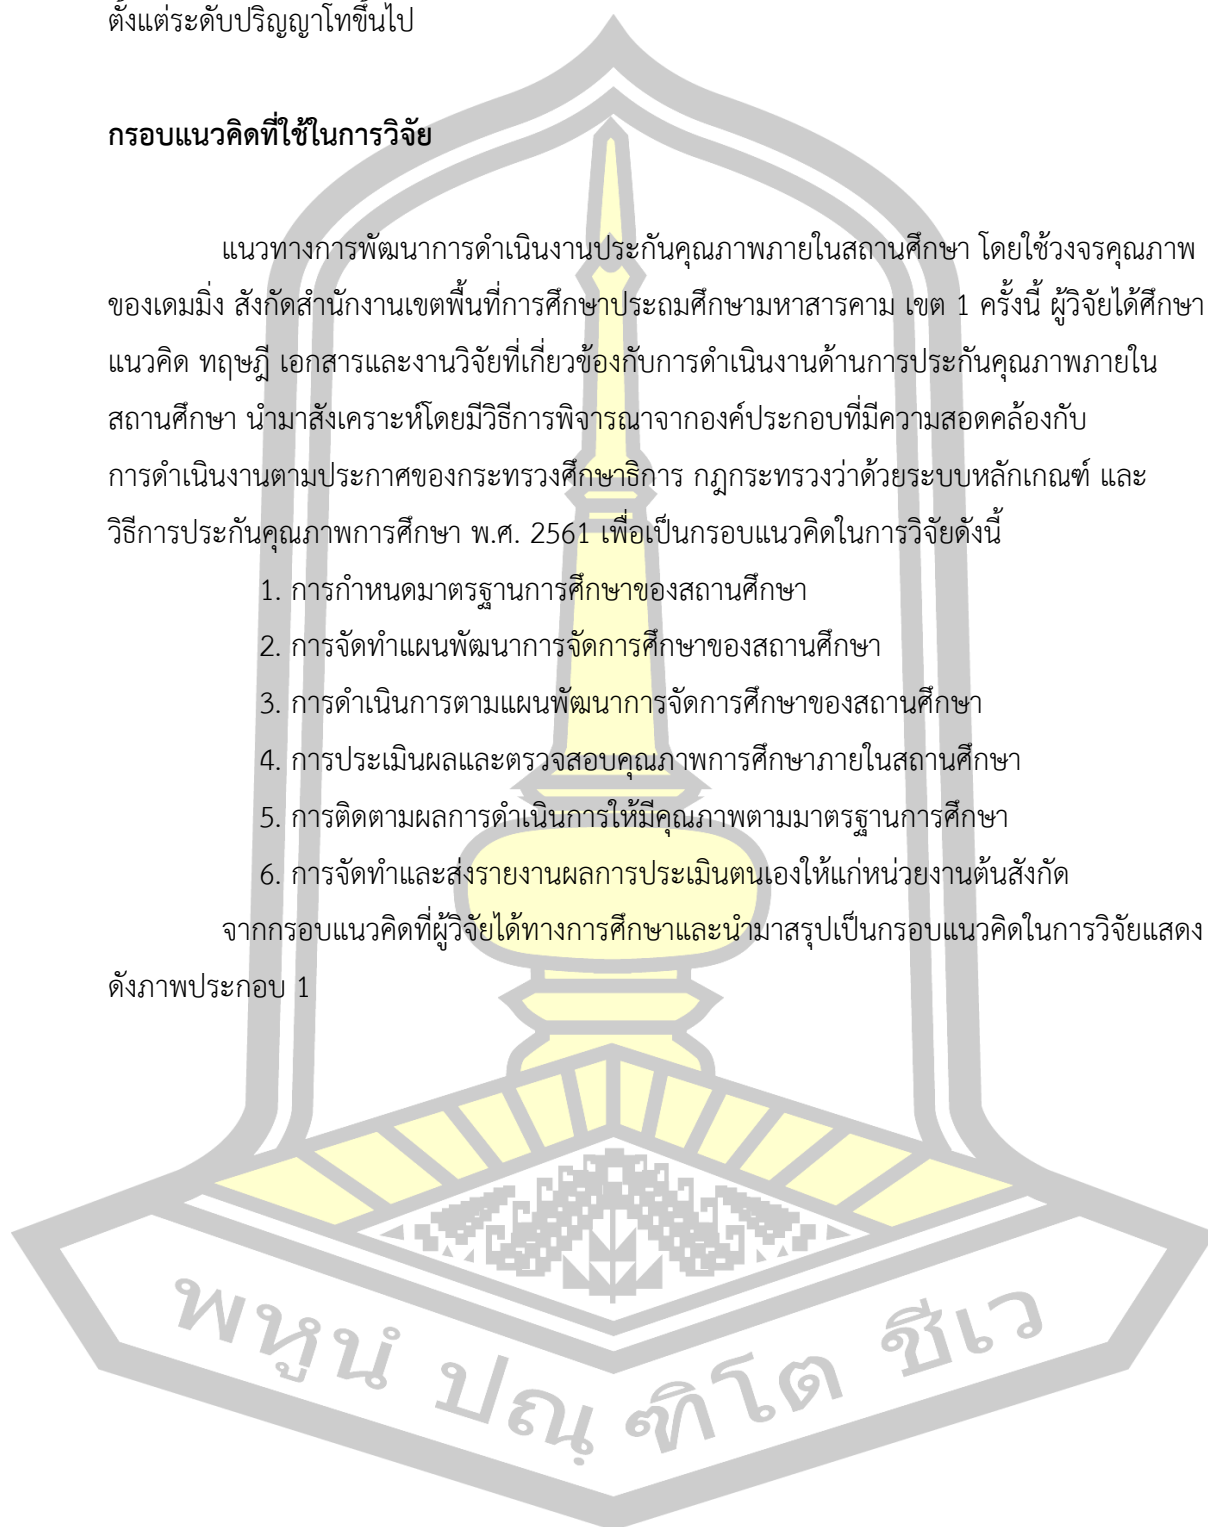 ตั้งแต่ระดับปริญญาโทขึ้นไป
กรอบแนวคิดที่ใช้ในการวิจัย
แนวทางการพัฒนาการดำเนินงานประกันคุณภาพภายในสถานศึกษา โดยใช้วงจรคุณภาพ
ของเดมมิ่ง สังกัดสำนักงานเขตพื้นที่การศึกษาประถมศึกษามหาสารคาม เขต 1 ครั้งนี้ ผู้วิจัยได้ศึกษา
แนวคิด ทฤษฎี เอกสารและงานวิจัยที่เกี่ยวข้องกับการดำเนินงานด้านการประกันคุณภาพภายใน
สถานศึกษา นำมาสังเคราะห์โดยมีวิธีการพิจารณาจากองค์ประกอบที่มีความสอดคล้องกับ
การดำเนินงานตามประกาศของกระทรวงศึกษาธิการ กฎกระทรวงว่าด้วยระบบหลักเกณฑ์ และ
วิธีการประกันคุณภาพการศึกษา พ.ศ. 2561 เพื่อเป็นกรอบแนวคิดในการวิจัยดังนี้
1. การกำหนดมาตรฐานการศึกษาของสถานศึกษา
2. การจัดทำแผนพัฒนาการจัดการศึกษาของสถานศึกษา
3. การดำเนินการตามแผนพัฒนาการจัดการศึกษาของสถานศึกษา
4. การประเมินผลและตรวจสอบคุณภาพการศึกษาภายในสถานศึกษา
5. การติดตามผลการดำเนินการให้มีคุณภาพตามมาตรฐานการศึกษา
6. การจัดทำและส่งรายงานผลการประเมินตนเองให้แก่หน่วยงานต้นสังกัด
จากกรอบแนวคิดที่ผู้วิจัยได้ทางการศึกษาและนำมาสรุปเป็นกรอบแนวคิดในการวิจัยแสดง
ดังภาพประกอบ 1
พหูนํ ปณฺฑิโต ชีเว